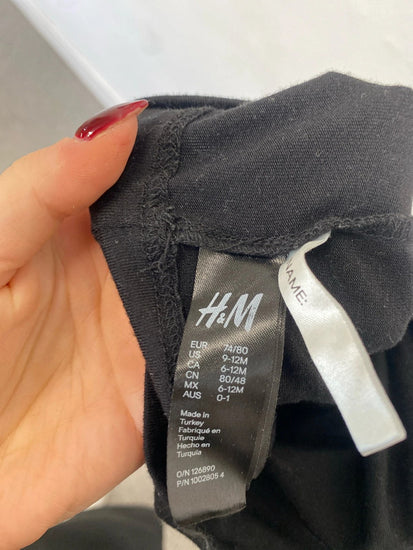 H&M
EUR 74/80
US 9-12M
CA 6-12M
CN 80/48
MX 6-12M
AUS 0-1
Made in
Turkey
Fabriqué en
Turquie
Hecho en
Turquía
O/N 126890
P/N 1002805 4
NAME: